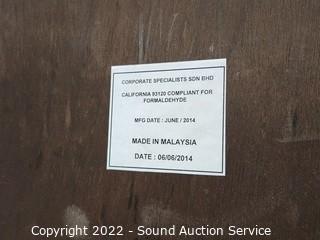 CORPORATE SPECIALISTS SDN BHD
CALIFORNIA 93120 COMPLIANT FOR
FORMALDEHYDE
MFG DATE : JUNE / 2014
MADE IN MALAYSIA
DATE : 06/06/2014
Copyright 2022 - Sound Auction Service